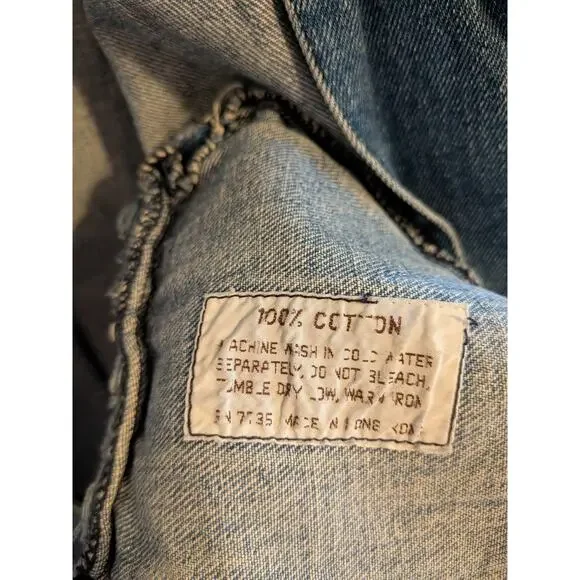 100% COTTON
MACHINE WASH IN COLD WATER
SEPARATELY, DO NOT BLEACH,
TUMBLE DRY LOW, WARM IRON
RN MADE IN HONG KONG